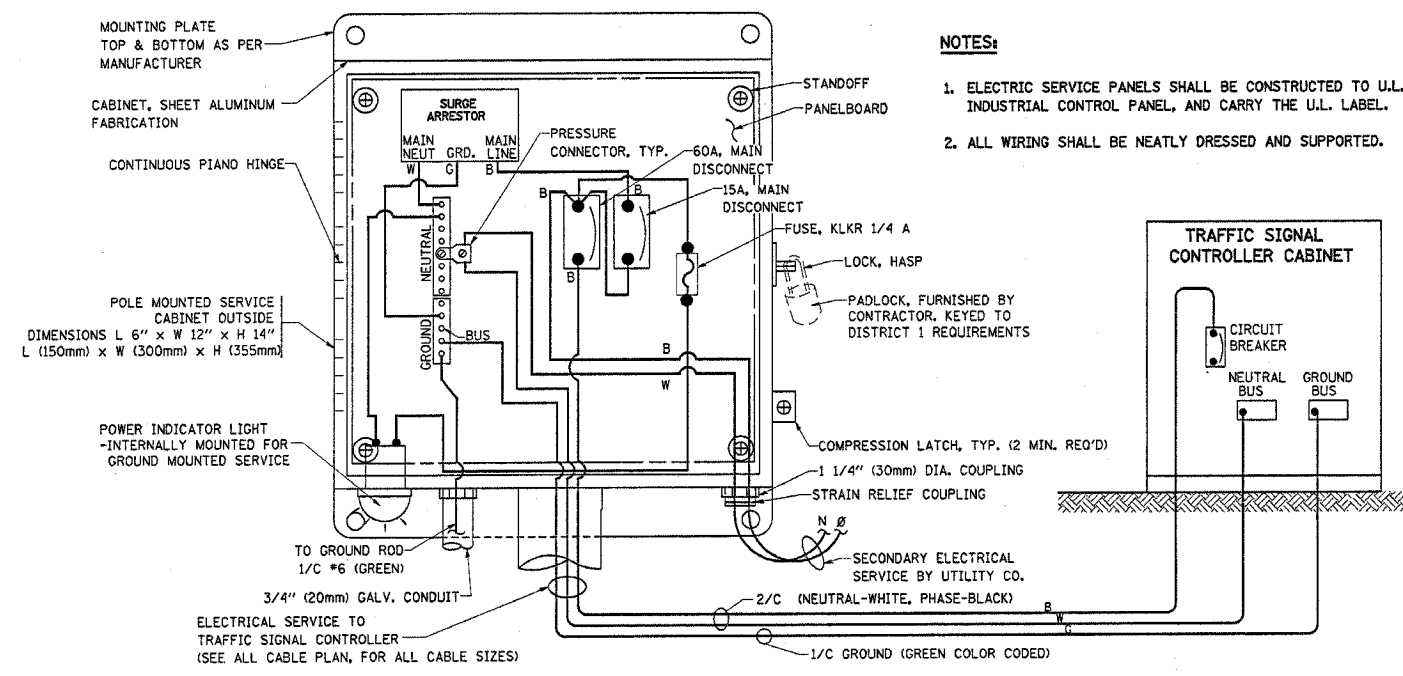 MOUNTING PLATE
TOP & BOTTOM AS PER
MANUFACTURER
CABINET, SHEET ALUMINUM
FABRICATION
CONTINUOUS PIANO HINGE
POLE MOUNTED SERVICE
CABINET OUTSIDE
DIMENSIONS L 6" x W 12" x H 14"
L (150mm) x W (300mm) x H (355mm)
POWER INDICATOR LIGHT
-INTERNALLY MOUNTED FOR
GROUND MOUNTED SERVICE
SURGE
ARRESTOR
MAIN
NEUT
GRD.
MAIN
LINE
W
G
B
PRESSURE
CONNECTOR, TYP.
NEUTRAL
GROUND
BUS
B
B
B
B
W
STANDOFF
PANELBOARD
60A, MAIN
DISCONNECT
15A, MAIN
DISCONNECT
FUSE, KLKR 1/4 A
LOCK, HASP
PADLOCK, FURNISHED BY
CONTRACTOR. KEYED TO
DISTRICT 1 REQUIREMENTS
COMPRESSION LATCH, TYP. (2 MIN. REQ'D)
1 1/4" (30mm) DIA. COUPLING
STRAIN RELIEF COUPLING
N Ø
SECONDARY ELECTRICAL
SERVICE BY UTILITY CO.
TO GROUND ROD
1/C #6 (GREEN)
3/4" (20mm) GALV. CONDUIT
ELECTRICAL SERVICE TO
TRAFFIC SIGNAL CONTROLLER
(SEE ALL CABLE PLAN, FOR ALL CABLE SIZES)
2/C (NEUTRAL-WHITE, PHASE-BLACK)
1/C GROUND (GREEN COLOR CODED)
B
W
G
NOTES:
1. ELECTRIC SERVICE PANELS SHALL BE CONSTRUCTED TO U.L.
INDUSTRIAL CONTROL PANEL, AND CARRY THE U.L. LABEL.
2. ALL WIRING SHALL BE NEATLY DRESSED AND SUPPORTED.
TRAFFIC SIGNAL
CONTROLLER CABINET
CIRCUIT
BREAKER
NEUTRAL
BUS
GROUND
BUS